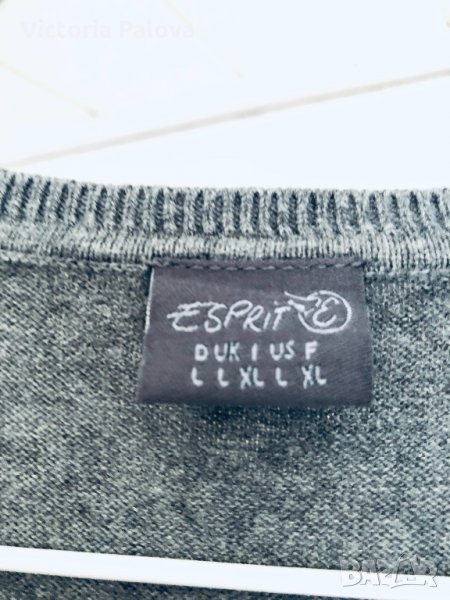 Victoria Palova
ESPRIT E
D UK I US F
L L XL L XL
BAZAR